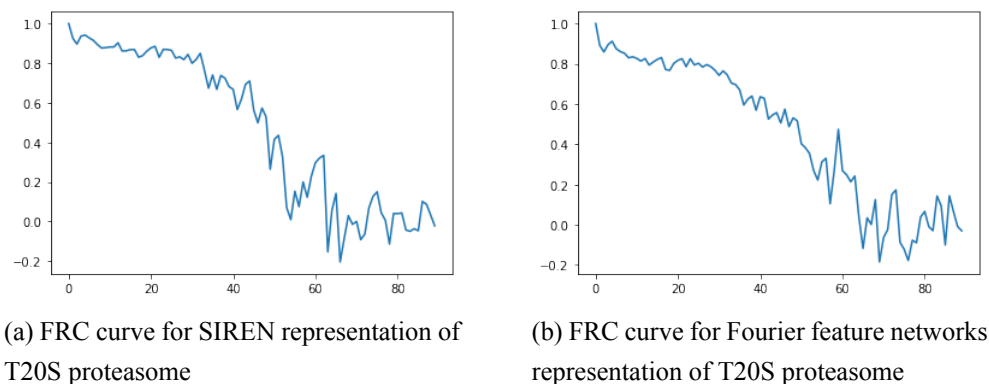 1.0
0.8
0.6
0.4
0.2
0.0
−0.2
0 20 40 60 80
(a) FRC curve for SIREN representation of
T20S proteasome
1.0
0.8
0.6
0.4
0.2
0.0
−0.2
0 20 40 60 80
(b) FRC curve for Fourier feature networks
representation of T20S proteasome